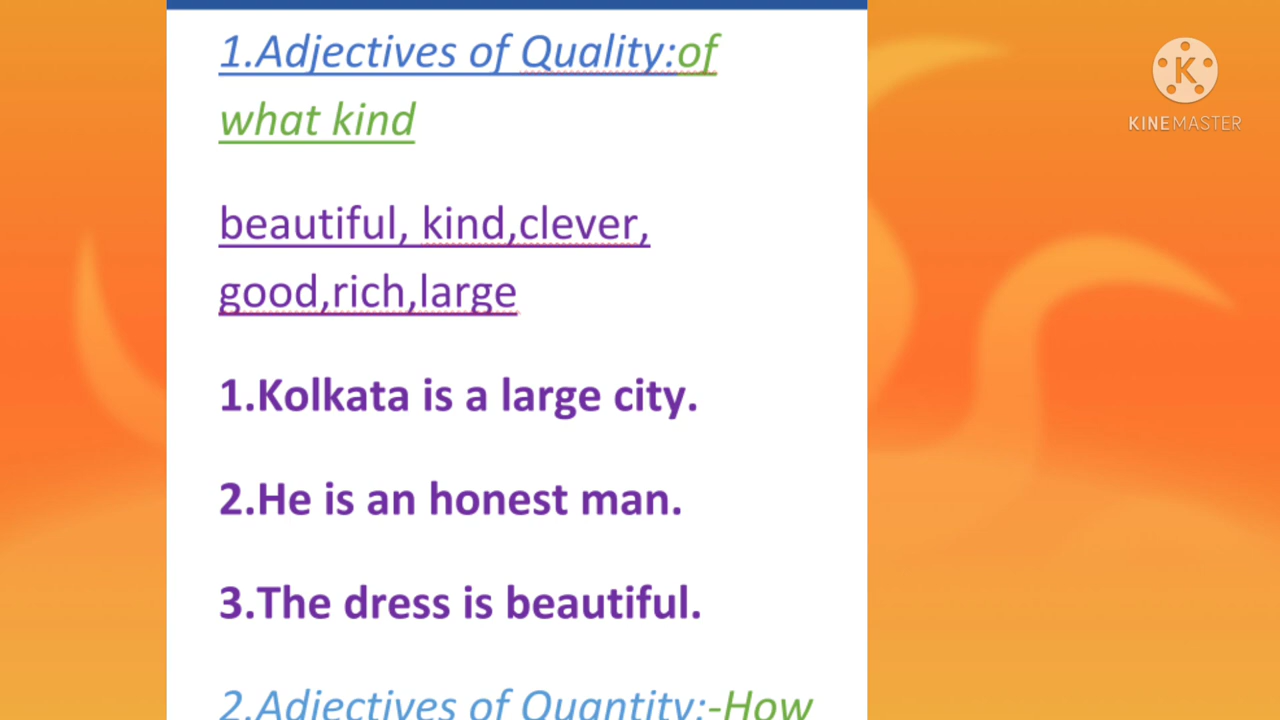 1.Adjectives of Quality:of
what kind
beautiful, kind,clever,
good,rich,large
1.Kolkata is a large city.
2.He is an honest man.
3.The dress is beautiful.
2.Adjectives of Quantity:-How
K
KINEMASTER